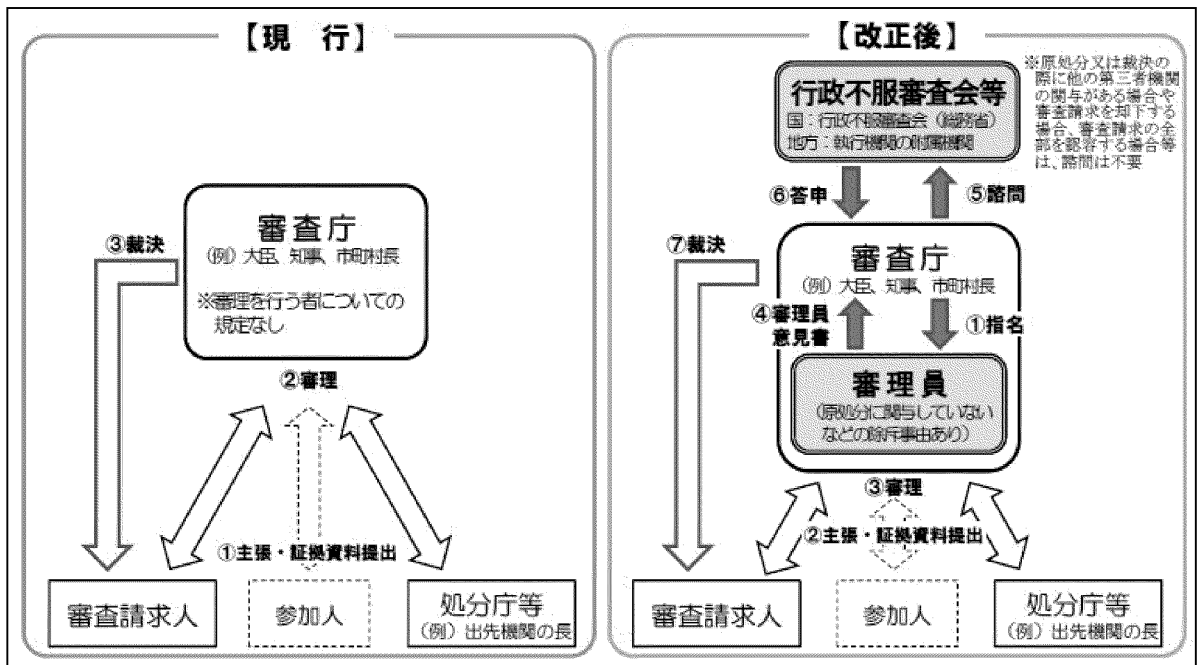 【現　行】
審査庁
（例）大臣、知事、市町村長
※審理を行う者についての
規定なし
③裁決
②審理
①主張・証拠資料提出
審査請求人
参加人
処分庁等
（例）出先機関の長
【改正後】
行政不服審査会等
国：行政不服審査会（総務省）
地方：執行機関の附属機関
※原処分又は裁決の
際に他の第三者機関
の関与がある場合や
審査請求を却下する
場合、審査請求の全
部を認容する場合等
は、諮問は不要
⑥答申
⑤諮問
⑦裁決
審査庁
（例）大臣、知事、市町村長
④審理員
意見書
①指名
審理員
（原処分に関与していない
などの除斥事由あり）
③審理
②主張・証拠資料提出
審査請求人
参加人
処分庁等
（例）出先機関の長